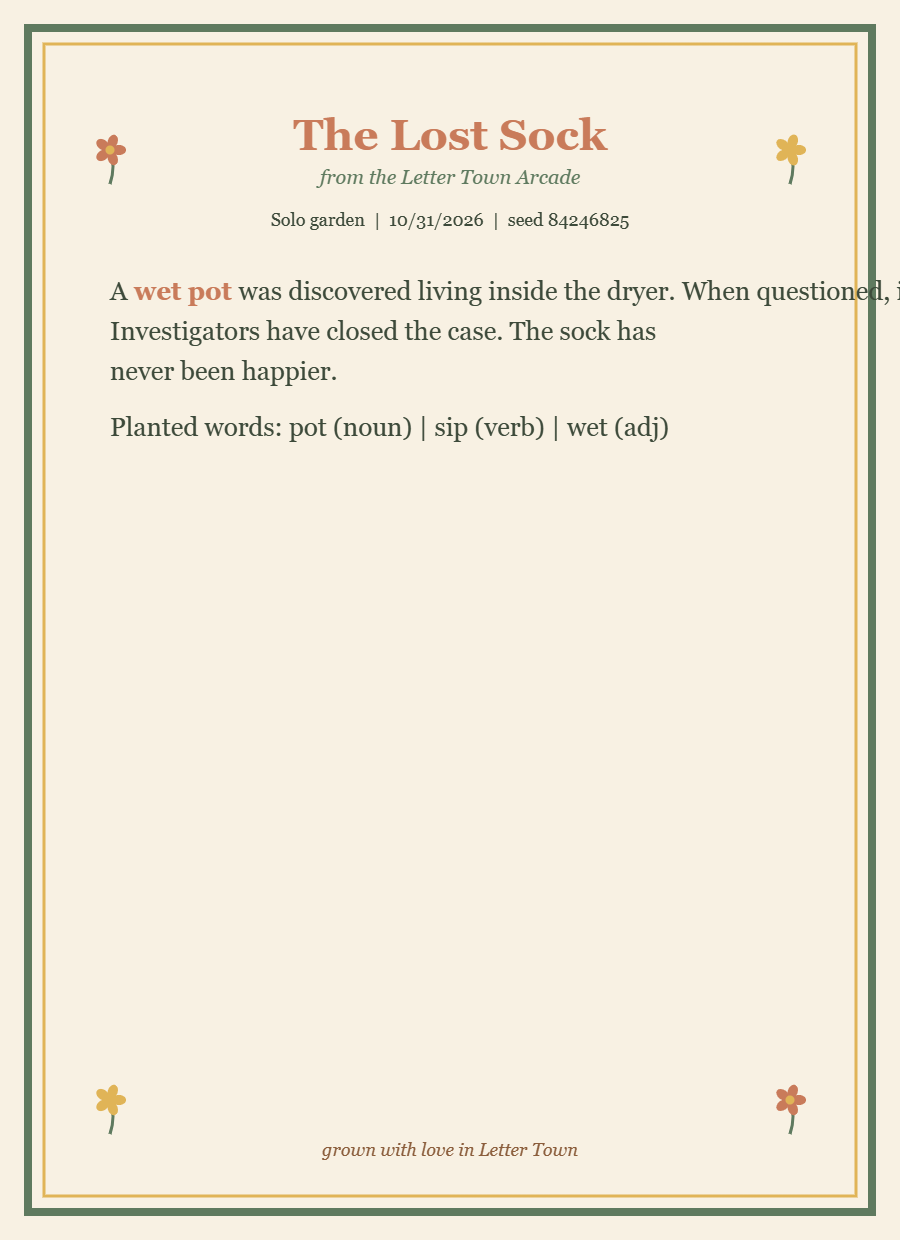 The Lost Sock
from the Letter Town Arcade
Solo garden | 10/31/2026 | seed 84246825
A wet pot was discovered living inside the dryer. When questioned,
Investigators have closed the case. The sock has
never been happier.
Planted words: pot (noun) | sip (verb) | wet (adj)
grown with love in Letter Town